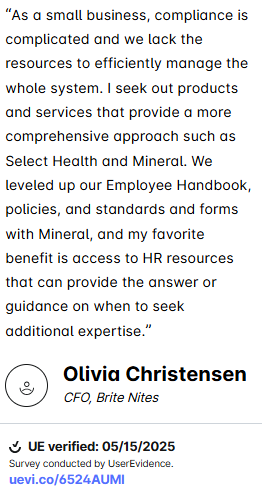 “As a small business, compliance is
complicated and we lack the
resources to efficiently manage the
whole system. I seek out products
and services that provide a more
comprehensive approach such as
Select Health and Mineral. We
leveled up our Employee Handbook,
policies, and standards and forms
with Mineral, and my favorite
benefit is access to HR resources
that can provide the answer or
guidance on when to seek
additional expertise.”
Olivia Christensen
CFO, Brite Nites
UE verified: 05/15/2025
Survey conducted by UserEvidence.
uevi.co/6524AUMI